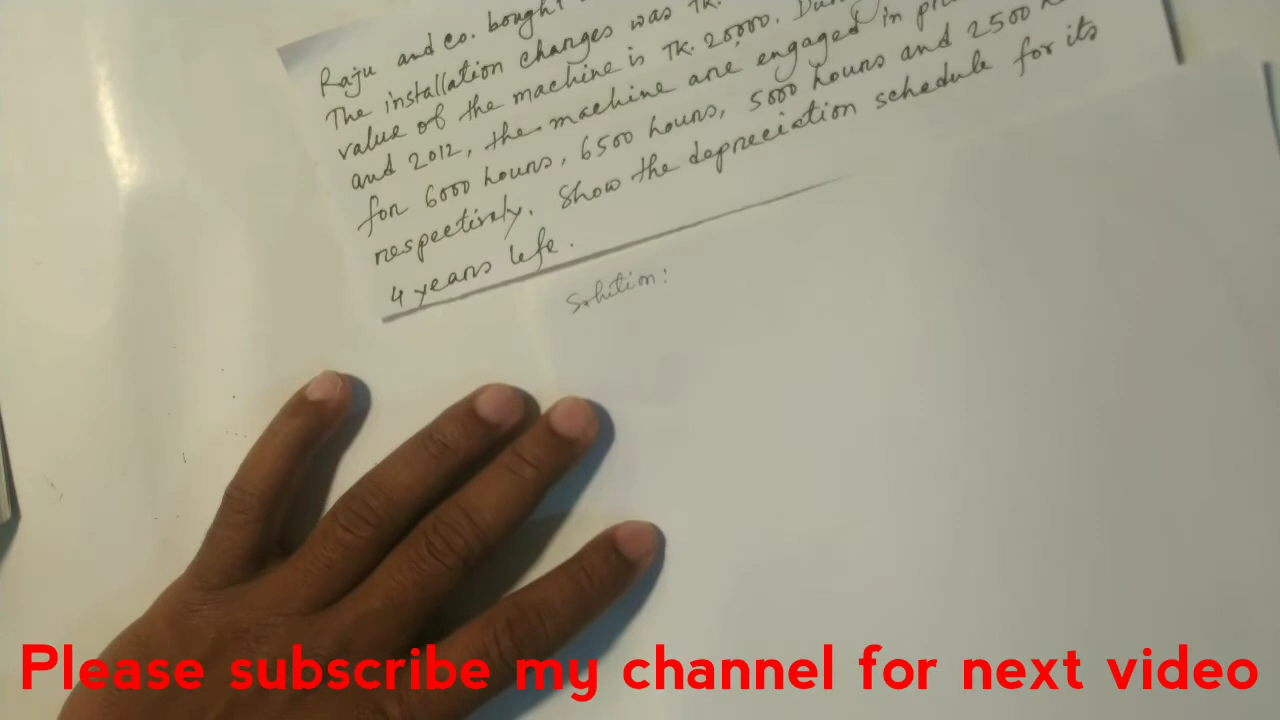 Raju and co. bought
The installation charges was TK.
value of the machine is TK. 20,000.
and 2012, the machine are engaged in
for 6000 hours, 6500 hours, 5000 hours and 2500
respectively. Show the depreciation schedule for its
4 years life.
Solution:
Please subscribe my channel for next video